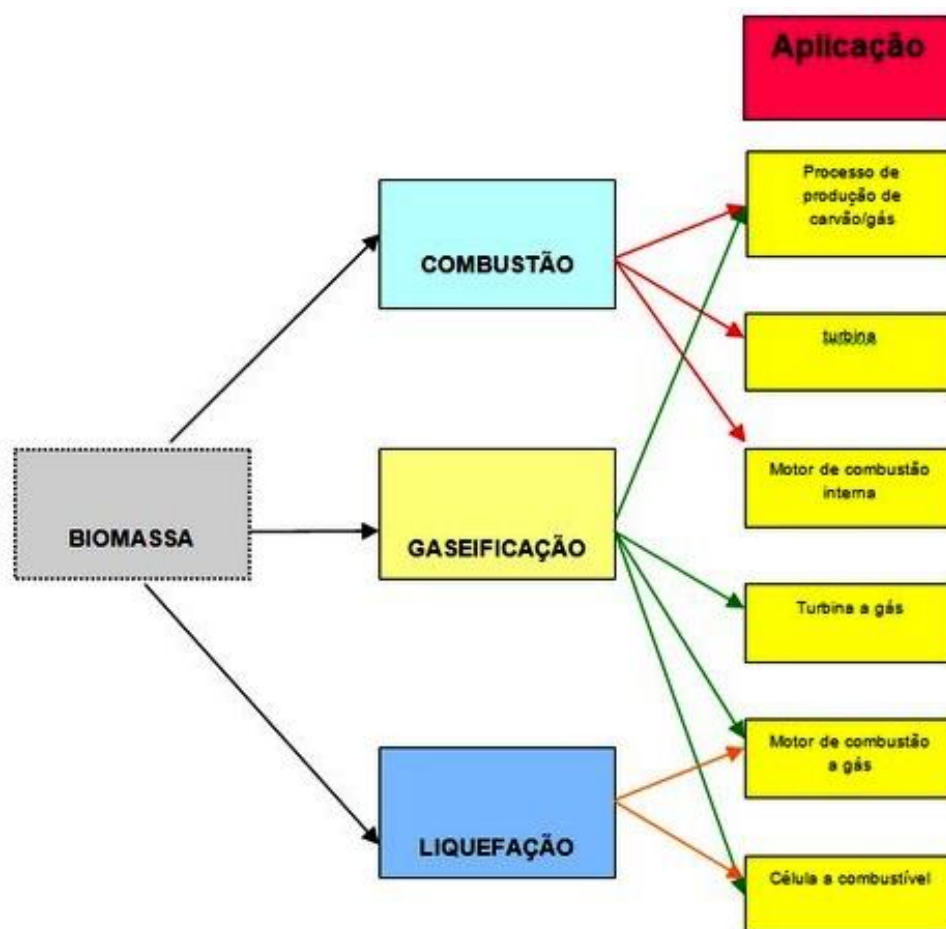 Aplicação
Processo de
produção de
carvão/gás
COMBUSTÃO
turbina
Motor de combustão
interna
BIOMASSA
GASEIFICAÇÃO
Turbina a gás
Motor de combustão
a gás
LIQUEFAÇÃO
Célula a combustível